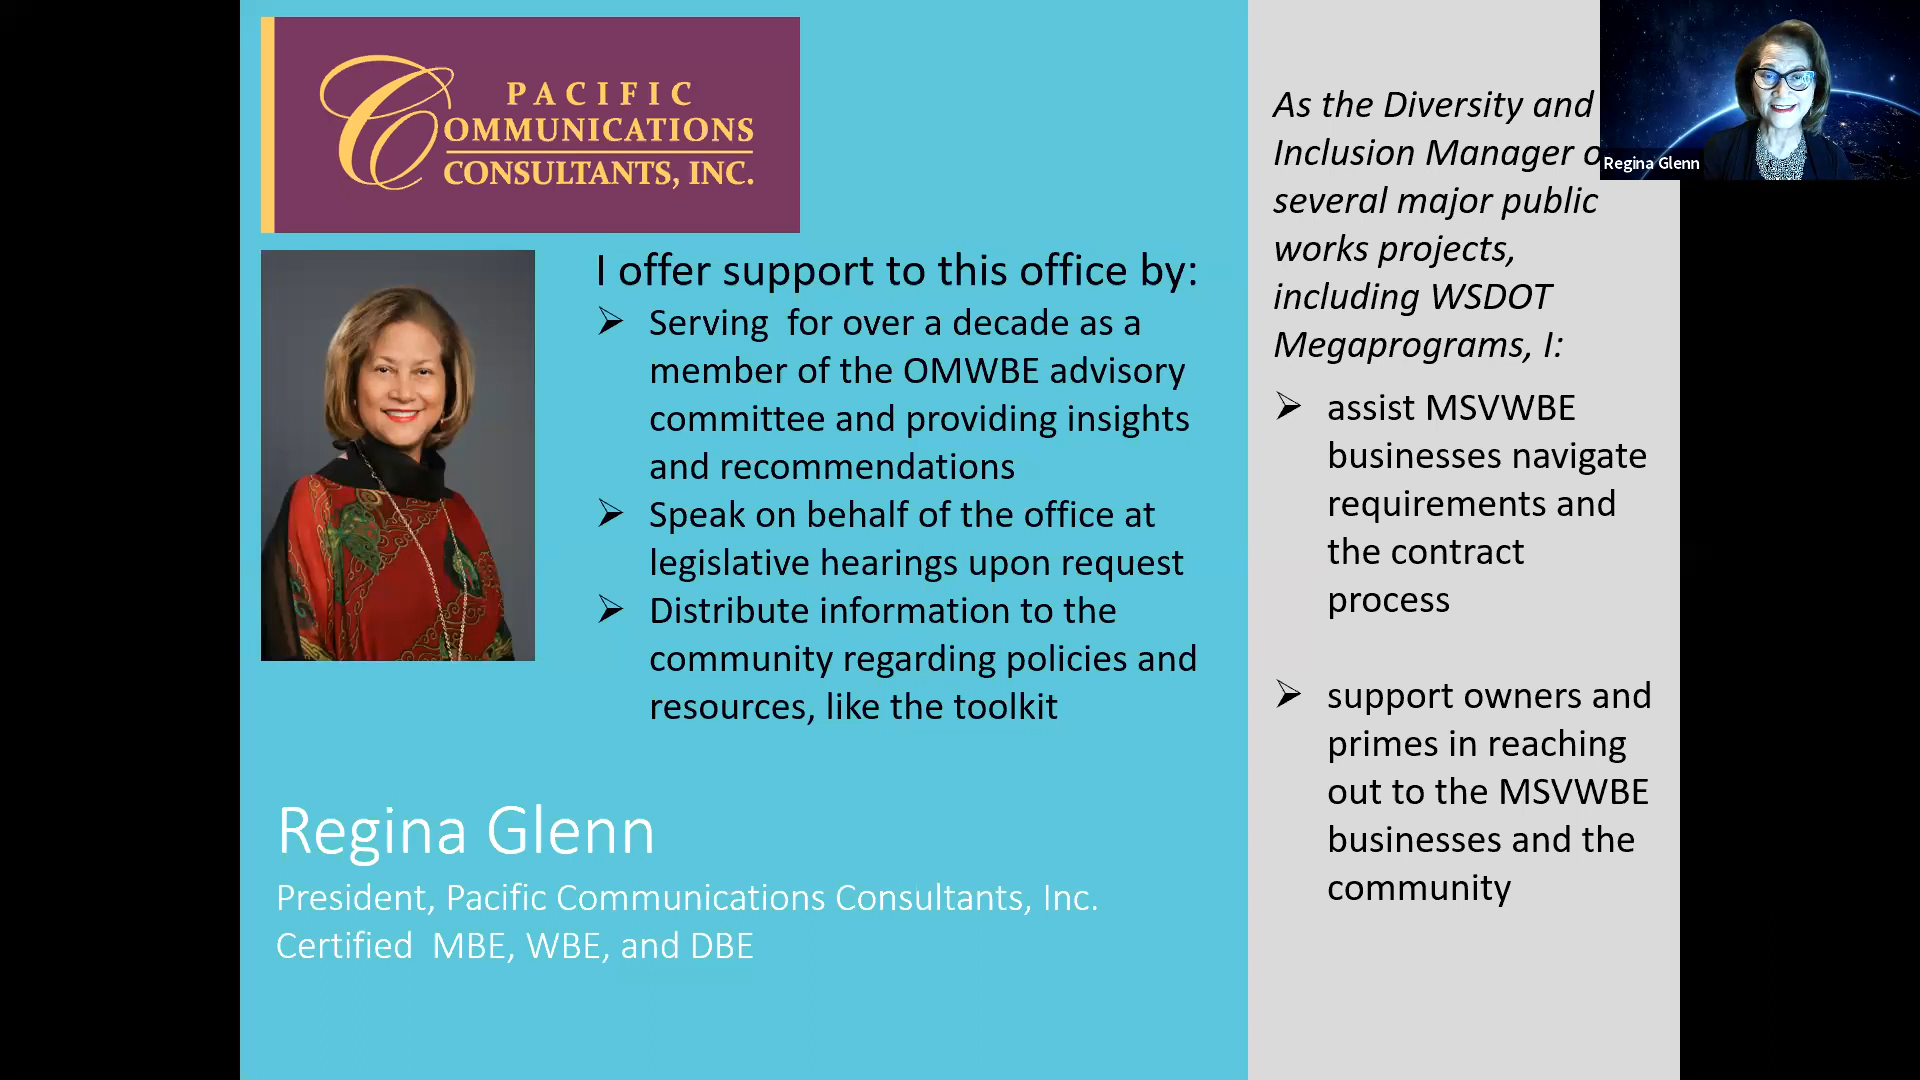 PACIFIC
COMMUNICATIONS
CONSULTANTS, INC.
I offer support to this office by:
➢ Serving for over a decade as a
member of the OMWBE advisory
committee and providing insights
and recommendations
➢ Speak on behalf of the office at
legislative hearings upon request
➢ Distribute information to the
community regarding policies and
resources, like the toolkit
Regina Glenn
President, Pacific Communications Consultants, Inc.
Certified MBE, WBE, and DBE
As the Diversity and
Inclusion Manager
several major public
works projects,
including WSDOT
Megaprograms, I:
➢ assist MSVWBE
businesses navigate
requirements and
the contract
process
➢ support owners and
primes in reaching
out to the MSVWBE
businesses and the
community
Regina Glenn